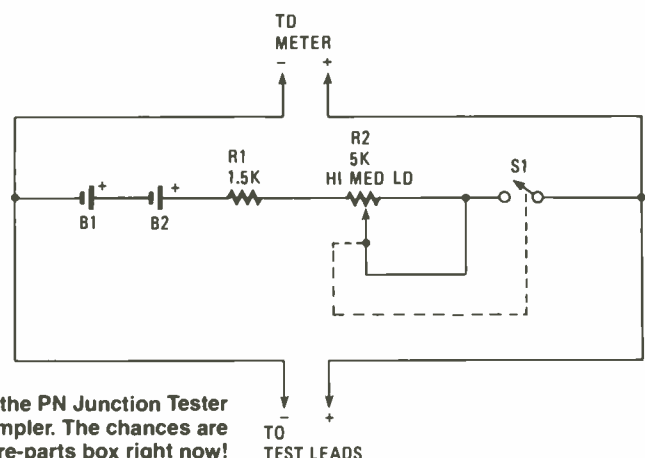 TO
METER
- +
R1
1.5K
R2
5K
HI MED LO
S1
+
B1
+
B2
the PN Junction Tester
mpler. The chances are
re-parts box right now!
- +
TO
TEST LEADS